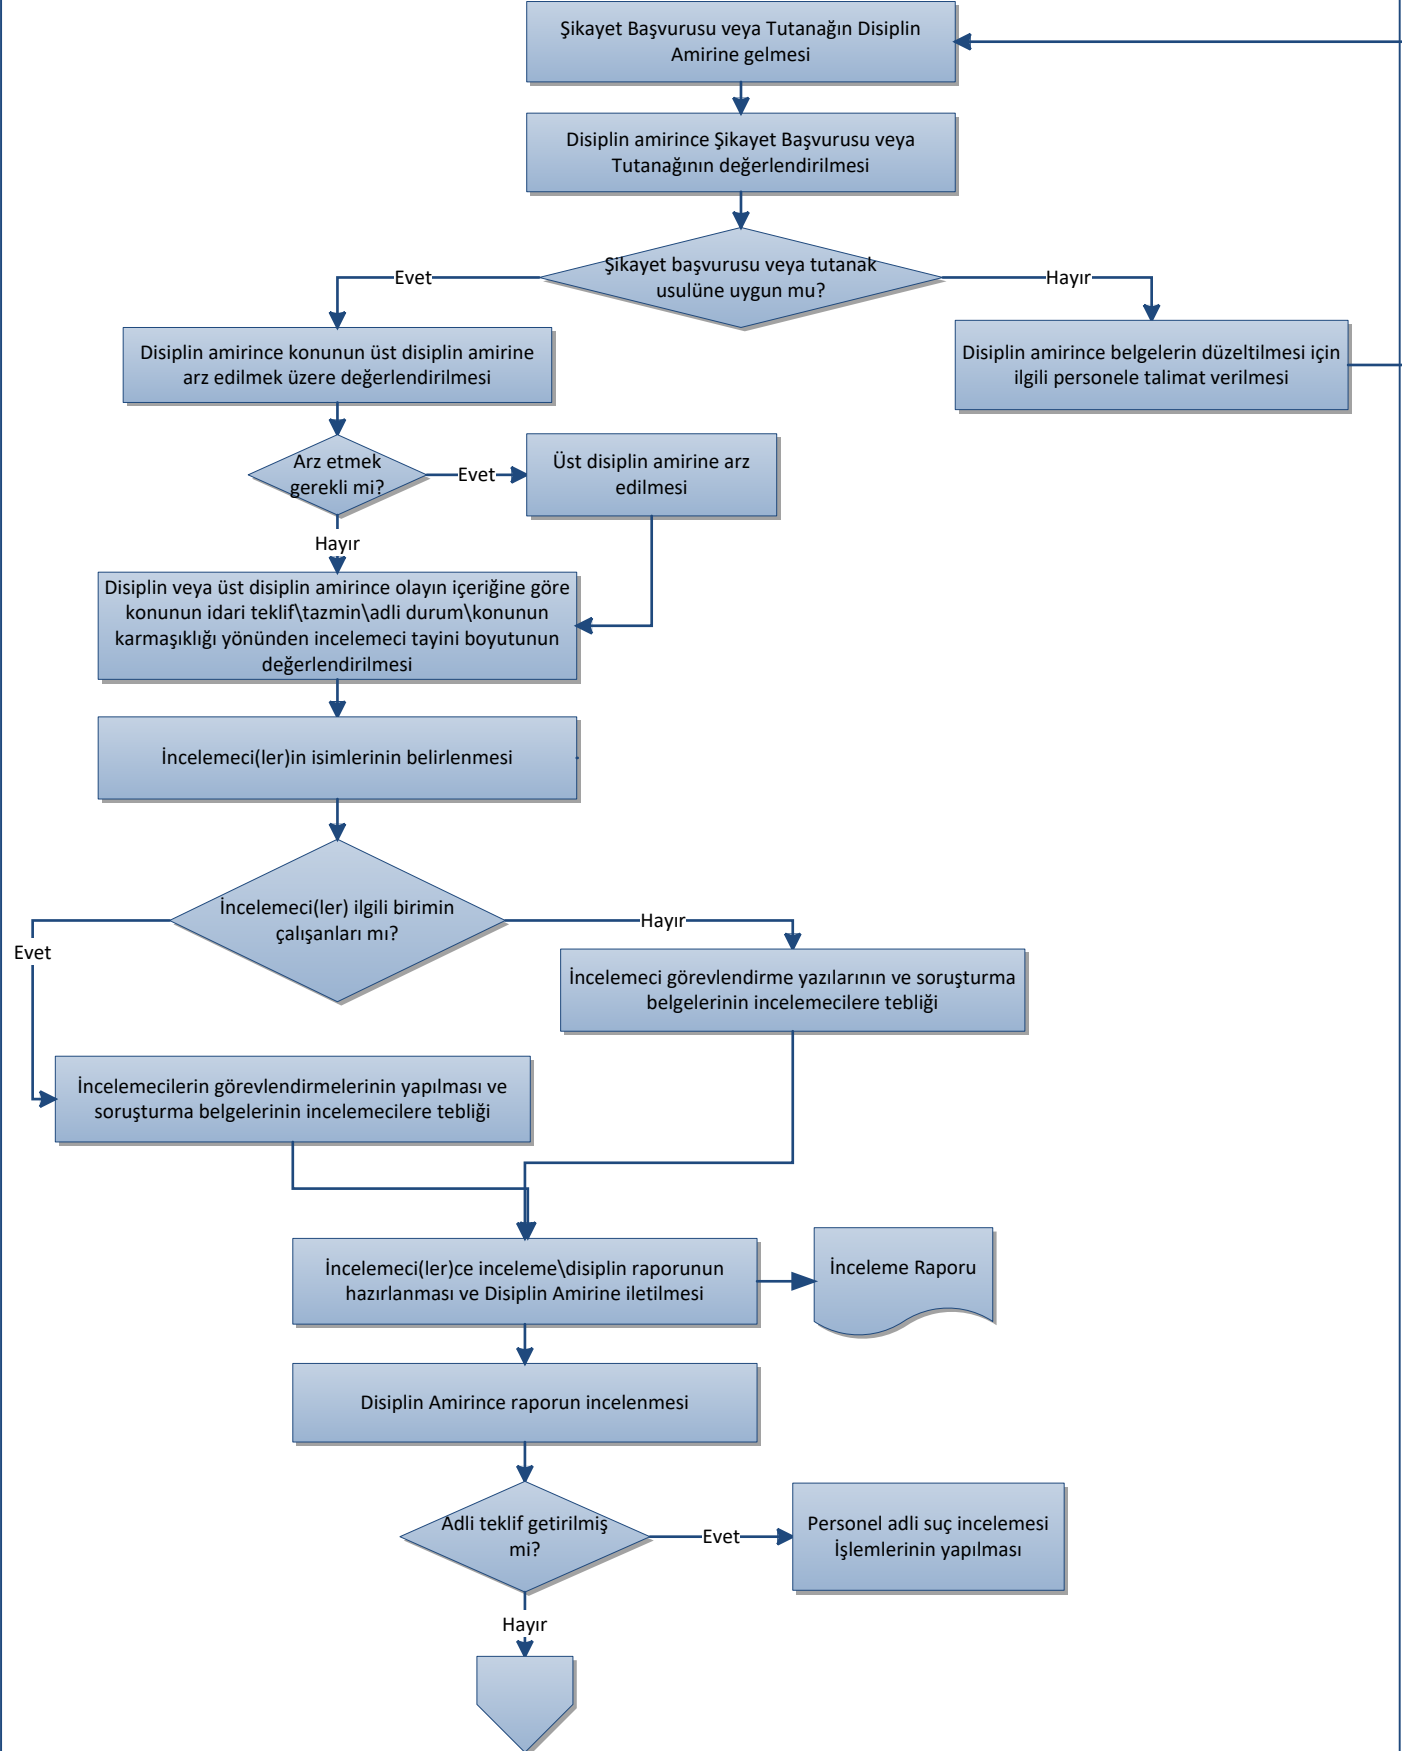 Şikayet Başvurusu veya Tutanağın Disiplin
Amirine gelmesi
Disiplin amirince Şikayet Başvurusu veya
Tutanağının değerlendirilmesi
Şikayet başvurusu veya tutanak
usulüne uygun mu?
Evet
Hayır
Disiplin amirince konunun üst disiplin amirine
arz edilmek üzere değerlendirilmesi
Disiplin amirince belgelerin düzeltilmesi için
ilgili personele talimat verilmesi
Arz etmek
gerekli mi?
Evet
Üst disiplin amirine arz
edilmesi
Hayır
Disiplin veya üst disiplin amirince olayın içeriğine göre
konunun idari teklif\tazmin\adli durum\konunun
karmaşıklığı yönünden incelemeci tayini boyutunun
değerlendirilmesi
İncelemeci(ler)in isimlerinin belirlenmesi
İncelemeci(ler) ilgili birimin
çalışanları mı?
Hayır
Evet
İncelemeci görevlendirme yazılarının ve soruşturma
belgelerinin incelemecilere tebliği
İncelemecilerin görevlendirmelerinin yapılması ve
soruşturma belgelerinin incelemecilere tebliği
İncelemeci(ler)ce inceleme\disiplin raporunun
hazırlanması ve Disiplin Amirine iletilmesi
İnceleme Raporu
Disiplin Amirince raporun incelenmesi
Adli teklif getirilmiş
mi?
Evet
Personel adli suç incelemesi
İşlemlerinin yapılması
Hayır